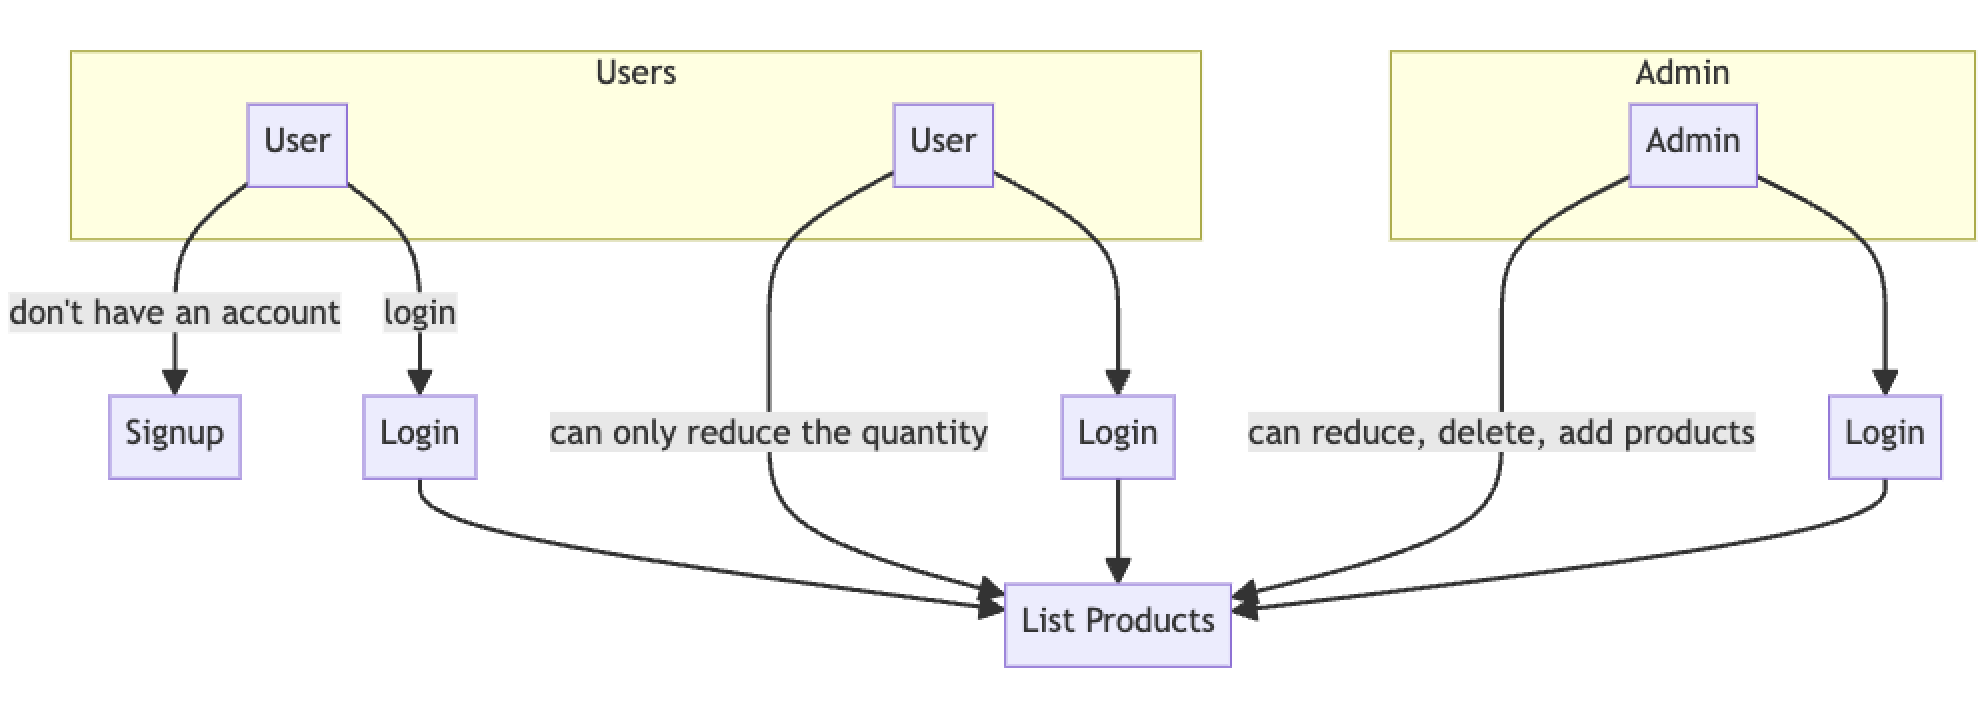 Users
Admin
User
User
Admin
don't have an account
login
Signup
Login
can only reduce the quantity
Login
can reduce, delete, add products
Login
List Products